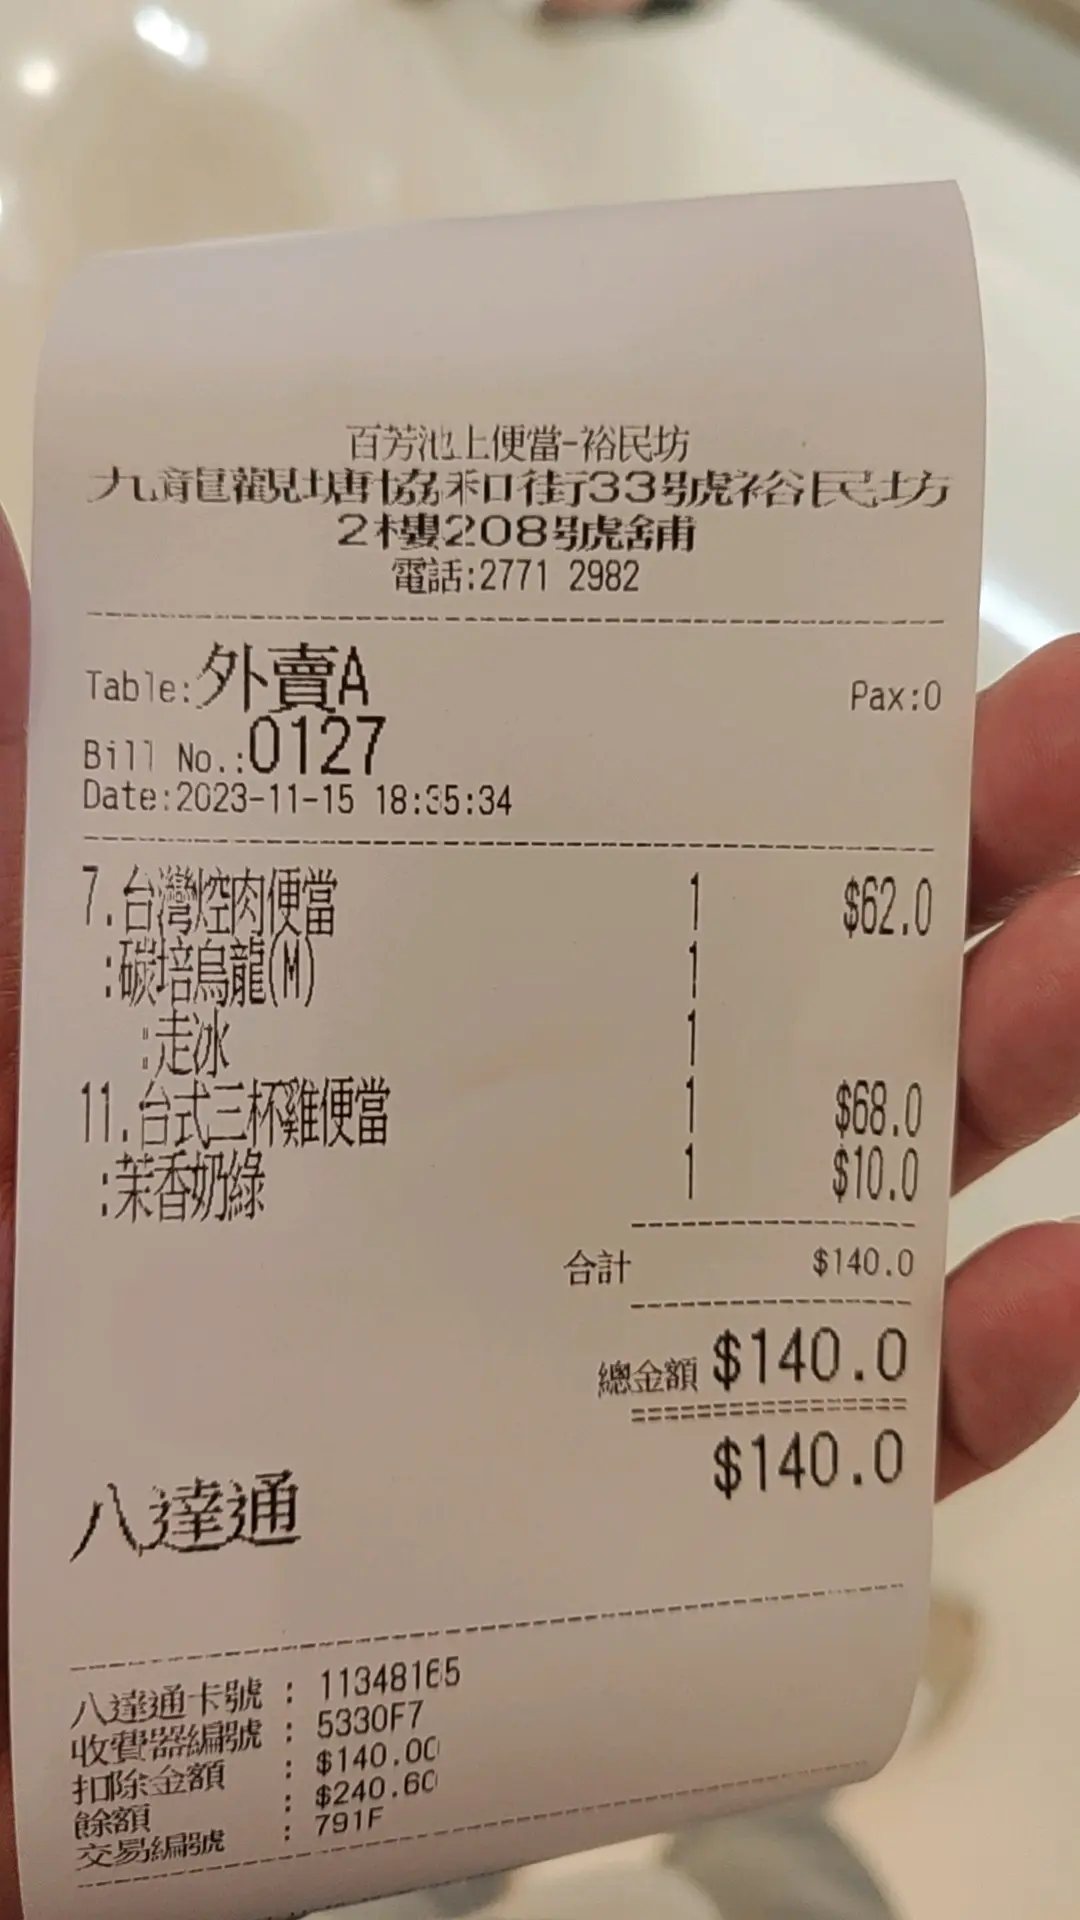 百芳池上便當-裕民坊
九龍觀塘協和街33號裕民坊
2樓208號舖
電話:2771 2982
Table:外賣A Pax:0
Bill No.:0127
Date:2023-11-15 18:35:34
7.台灣焢肉便當 1 $62.0
:碳培烏龍(M) 1
:走冰 1
11.台式三杯雞便當 1 $68.0
:茉香奶綠 1 $10.0
合計 $140.0
總金額 $140.0
$140.0
八達通
八達通卡號 : 11348165
收費器編號 : 5330F7
扣除金額 : $140.00
餘額 : $240.60
交易編號 : 791F